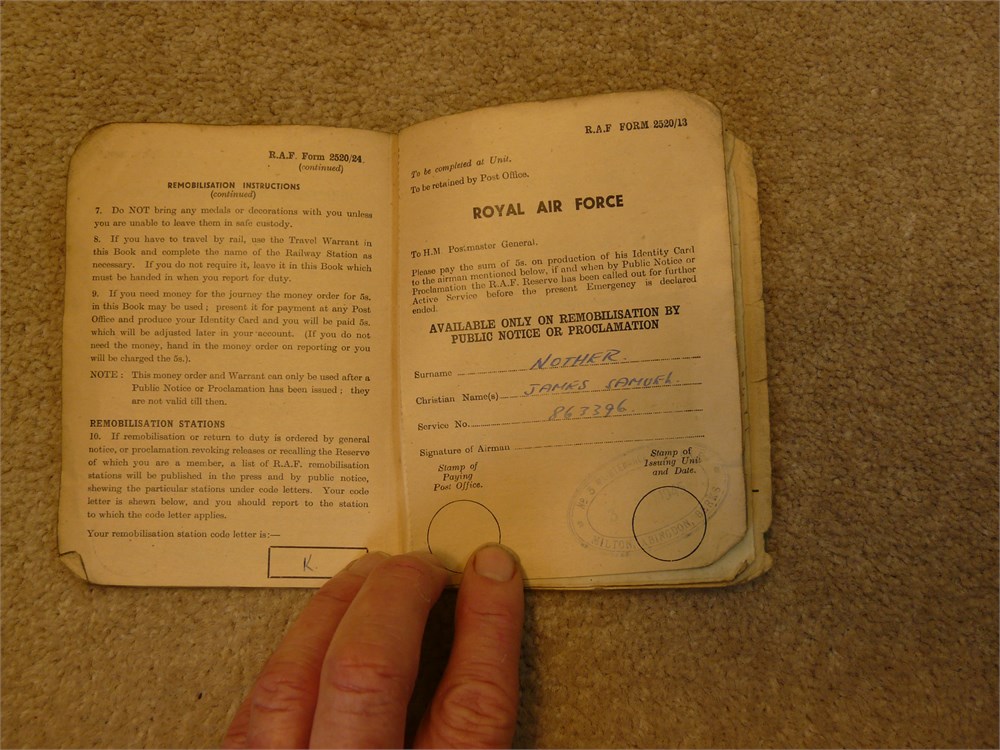 R.A.F. Form 2520/24.
(continued)
REMOBILISATION INSTRUCTIONS
(continued)
7. Do NOT bring any medals or decorations with you unless
you are unable to leave them in safe custody.
8. If you have to travel by rail, use the Travel Warrant in
this Book and complete the name of the Railway Station as
necessary. If you do not require it, leave it in this Book which
must be handed in when you report for duty.
9. If you need money for the journey the money order for 5s.
in this Book may be used; present it for payment at any Post
Office and produce your Identity Card and you will be paid 5s.
which will be adjusted later in your account. (If you do not
need the money, hand in the money order on reporting or you
will be charged the 5s.).
NOTE: This money order and Warrant can only be used after a
Public Notice or Proclamation has been issued; they
are not valid till then.
REMOBILISATION STATIONS
10. If remobilisation or return to duty is ordered by general
notice, or proclamation revoking releases or recalling the Reserve
of which you are a member, a list of R.A.F. remobilisation
stations will be published in the press and by public notice,
shewing the particular stations under code letters. Your code
letter is shewn below, and you should report to the station
to which the code letter applies.
Your remobilisation station code letter is:—
K.
R.A.F FORM 2520/13
To be completed at Unit.
To be retained by Post Office.
ROYAL AIR FORCE
To H.M Postmaster General.
Please pay the sum of 5s. on production of his Identity Card
to the airman mentioned below, if and when by Public Notice or
Proclamation the R.A.F. Reserve has been called out for further
Active Service before the present Emergency is declared
ended.
AVAILABLE ONLY ON REMOBILISATION BY
PUBLIC NOTICE OR PROCLAMATION
Surname NOTHER.
Christian Name(s) JAMES SAMUEL.
Service No. 863396.
Signature of Airman
Stamp of
Paying
Post Office.
Stamp of
Issuing Unit
and Date.
MILTON, ABINGDON, BERKS